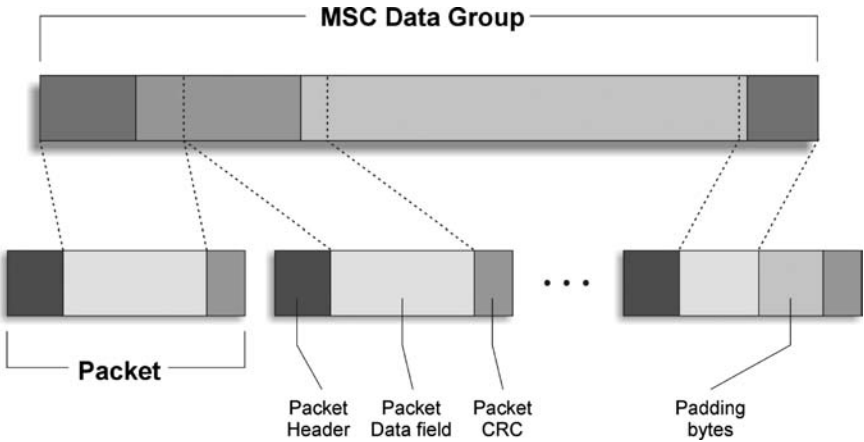 MSC Data Group
Packet
Packet
Header
Packet
Data field
Packet
CRC
Padding
bytes